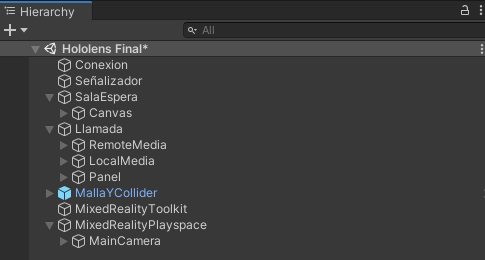 Hierarchy
All
Hololens Final*
Conexion
Señalizador
SalaEspera
Canvas
Llamada
RemoteMedia
LocalMedia
Panel
MallaYCollider
MixedRealityToolkit
MixedRealityPlayspace
MainCamera